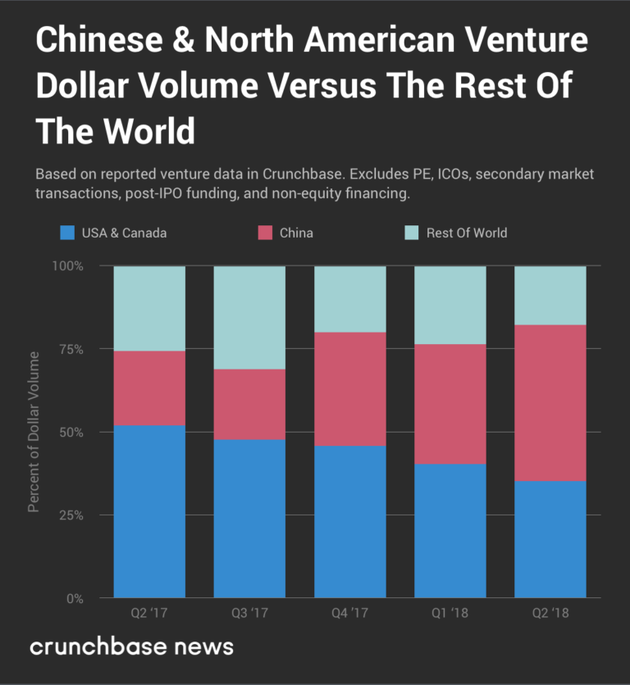 Chinese & North American Venture
Dollar Volume Versus The Rest Of
The World
Based on reported venture data in Crunchbase. Excludes PE, ICOs, secondary market
transactions, post-IPO funding, and non-equity financing.
USA & Canada China Rest Of World
Percent of Dollar Volume
100%
75%
50%
25%
0%
Q2 '17 Q3 '17 Q4 '17 Q1 '18 Q2 '18
crunchbase news